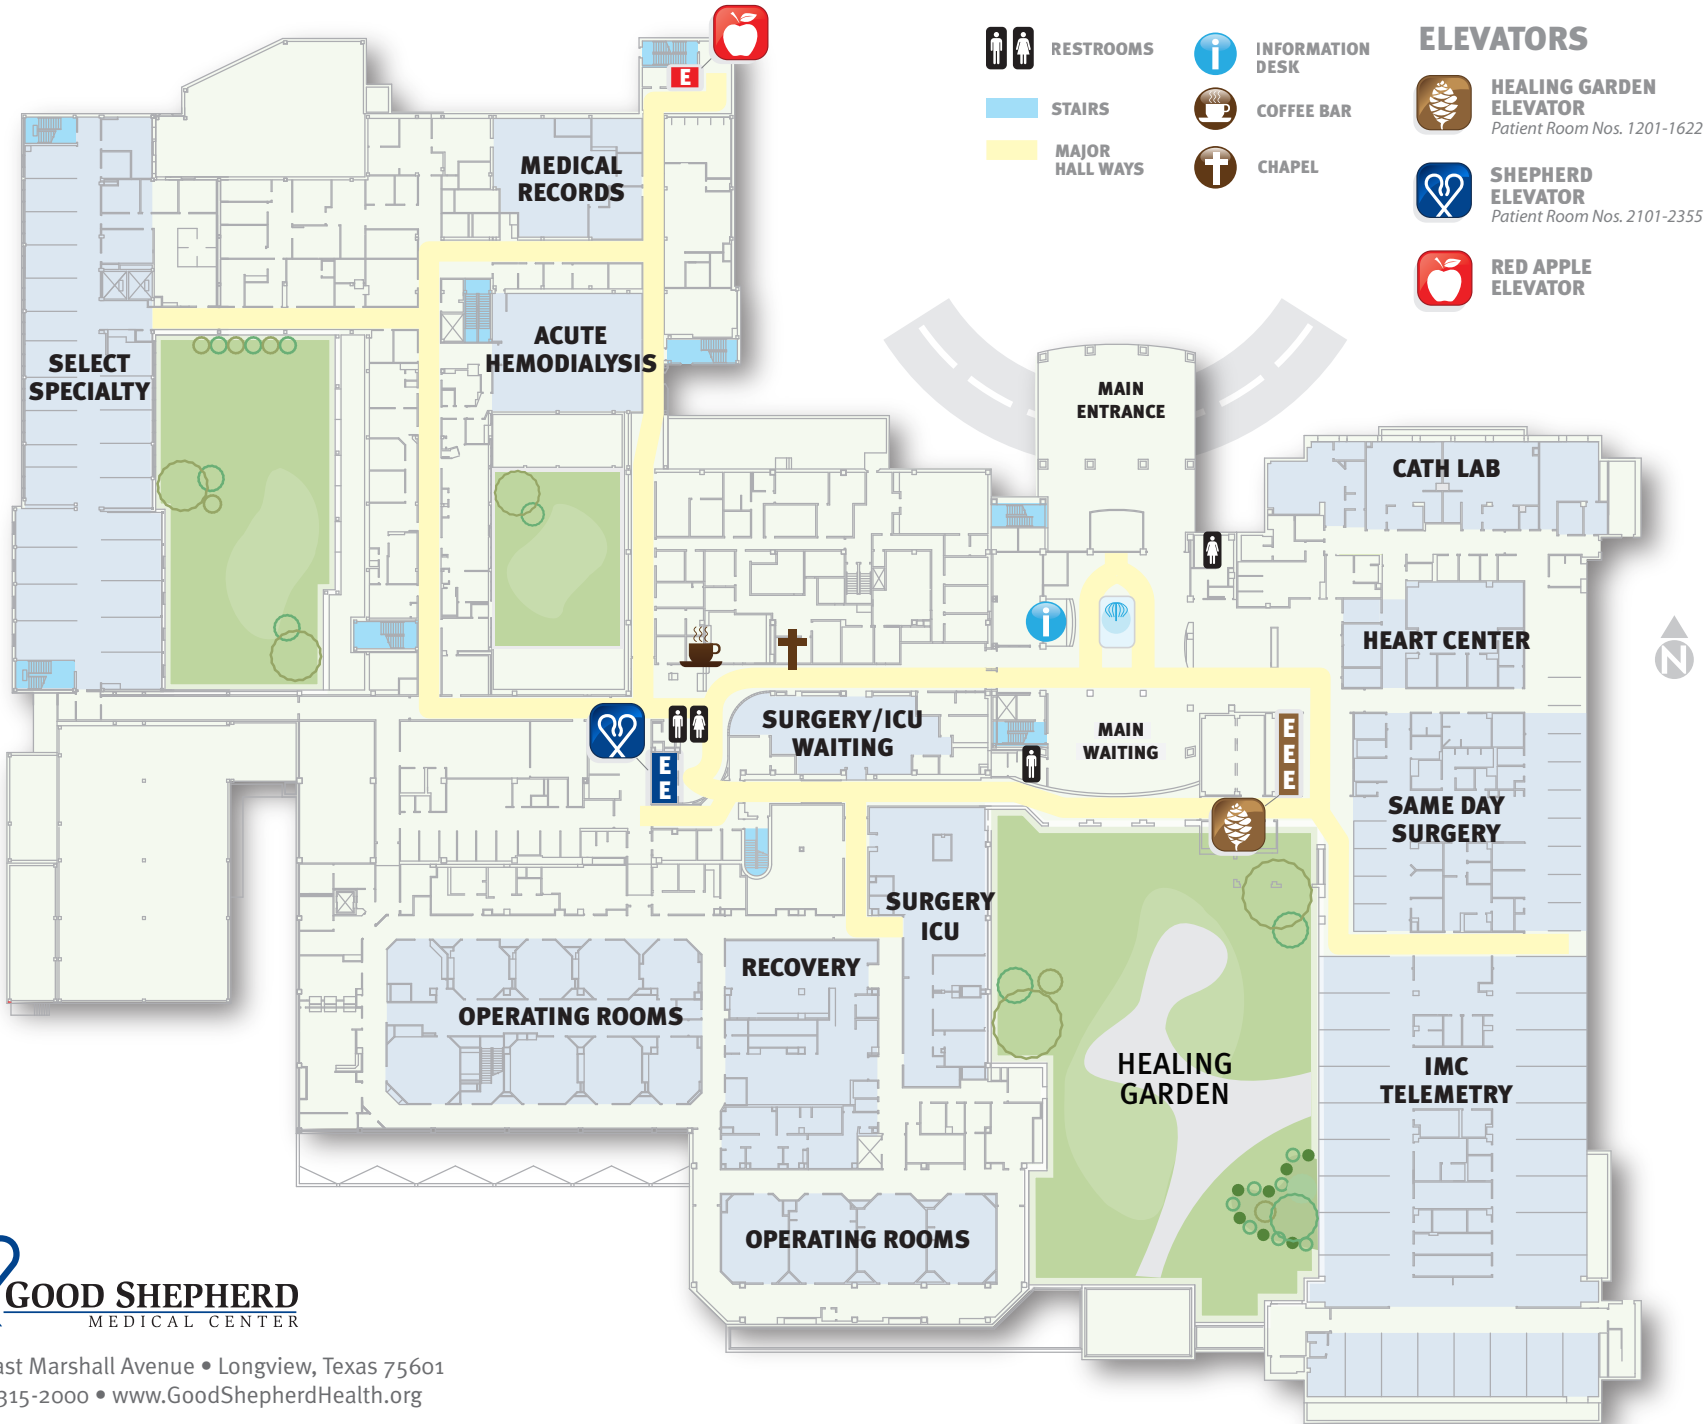 RESTROOMS
STAIRS
MAJOR
HALL WAYS
INFORMATION
DESK
COFFEE BAR
CHAPEL
ELEVATORS
HEALING GARDEN
ELEVATOR
Patient Room Nos. 1201-1622
SHEPHERD
ELEVATOR
Patient Room Nos. 2101-2355
RED APPLE
ELEVATOR
E
MEDICAL
RECORDS
ACUTE
HEMODIALYSIS
SELECT
SPECIALTY
MAIN
ENTRANCE
CATH LAB
HEART CENTER
i
N
SURGERY/ICU
WAITING
MAIN
WAITING
E
E
E
E
E
SAME DAY
SURGERY
SURGERY
ICU
RECOVERY
OPERATING ROOMS
HEALING
GARDEN
IMC
TELEMETRY
OPERATING ROOMS
GOOD SHEPHERD
MEDICAL CENTER
ast Marshall Avenue • Longview, Texas 75601
315-2000 • www.GoodShepherdHealth.org